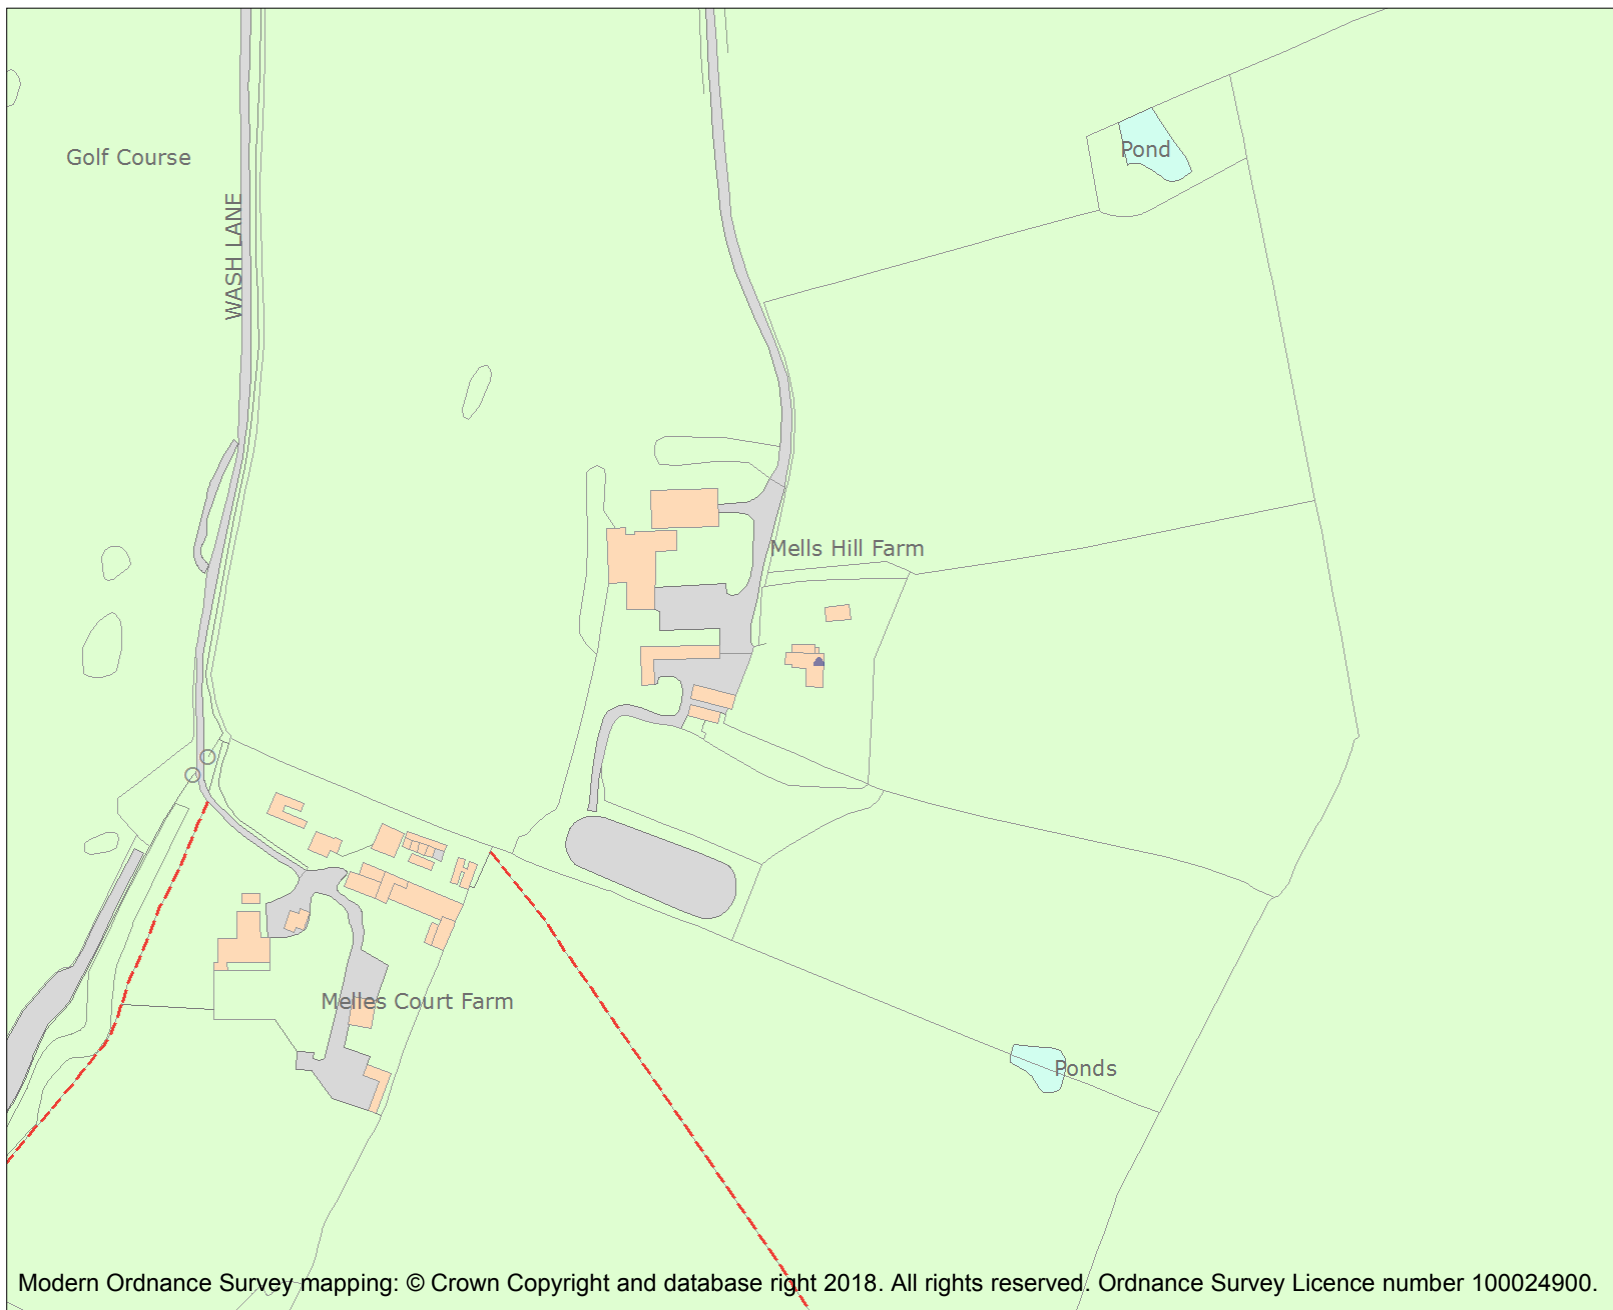 Golf Course
Pond
WASH LANE
Mells Hill Farm
Melles Court Farm
Ponds
Modern Ordnance Survey mapping: © Crown Copyright and database right 2018. All rights reserved. Ordnance Survey Licence number 100024900.